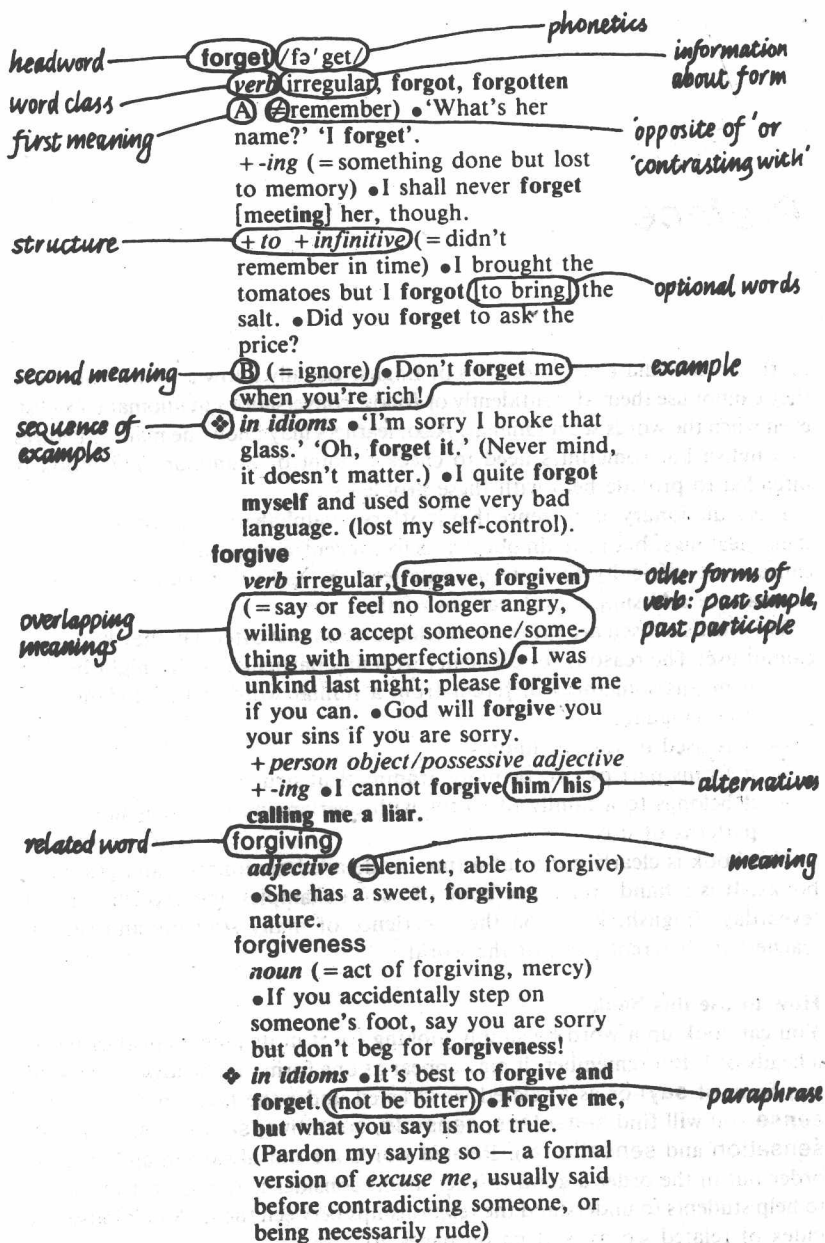 phonetics
headword forget /fə'get/ information
verb irregular, forgot, forgotten about form
word class
first meaning A (≠remember) •'What's her
name?' 'I forget'. 'opposite of' or
'contrasting with'
+ -ing (=something done but lost
to memory) •I shall never forget
[meeting] her, though.
structure + to + infinitive (= didn't
remember in time) •I brought the
tomatoes but I forgot [to bring] the optional words
salt. •Did you forget to ask the
price?
second meaning B (=ignore) •Don't forget me example
when you're rich!
sequence of ❖ in idioms •'I'm sorry I broke that
examples glass.' 'Oh, forget it.' (Never mind,
it doesn't matter.) •I quite forgot
myself and used some very bad
language. (lost my self-control).
forgive
verb irregular, forgave, forgiven other forms of
verb: past simple,
past participle
overlapping (=say or feel no longer angry,
meanings willing to accept someone/some-
thing with imperfections) •I was
unkind last night; please forgive me
if you can. •God will forgive you
your sins if you are sorry.
+ person object/possessive adjective
+ -ing •I cannot forgive him/his alternatives
calling me a liar.
related word forgiving
adjective (=lenient, able to forgive) meaning
•She has a sweet, forgiving
nature.
forgiveness
noun (=act of forgiving, mercy)
•If you accidentally step on
someone's foot, say you are sorry
but don't beg for forgiveness!
❖ in idioms •It's best to forgive and
forget. (not be bitter) •Forgive me, paraphrase
but what you say is not true.
(Pardon my saying so — a formal
version of excuse me, usually said
before contradicting someone, or
being necessarily rude)